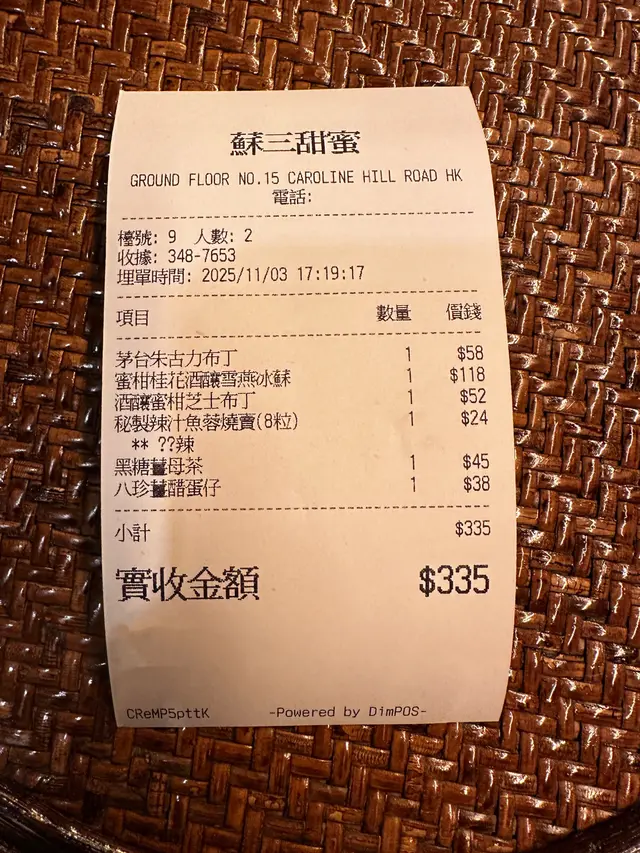 蘇三甜蜜
GROUND FLOOR NO.15 CAROLINE HILL ROAD HK
電話:
檯號: 9 人數: 2
收據: 348-7653
埋單時間: 2025/11/03 17:19:17
項目 數量 價錢
茅台朱古力布丁 1 $58
蜜柑桂花酒釀雪燕冰蘇 1 $118
酒釀蜜柑芝士布丁 1 $52
秘製辣汁魚蓉燒賣(8粒) 1 $24
** ??辣
黑糖薑母茶 1 $45
八珍薑醋蛋仔 1 $38
小計 $335
實收金額 $335
CReMP5pttK -Powered by DimPOS-